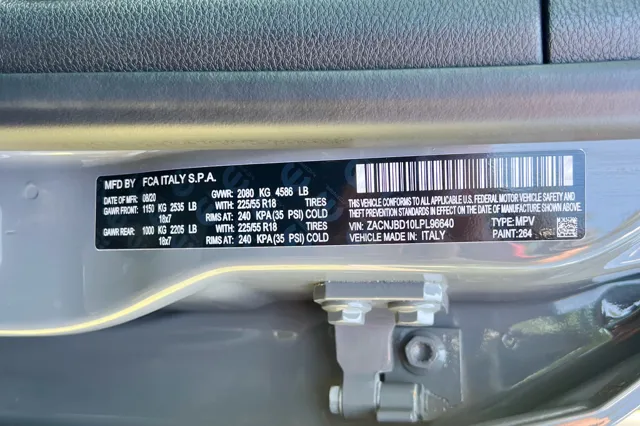 MFD BY FCA ITALY S.P.A.
DATE OF MFR: 08/20 GVWR: 2080 KG 4586 LB
GAWR FRONT: 1150 KG 2535 LB WITH: 225/55 R18 TIRES
18x7 RIMS AT: 240 KPA (35 PSI) COLD
GAWR REAR: 1000 KG 2205 LB WITH: 225/55 R18 TIRES
18x7 RIMS AT: 240 KPA (35 PSI) COLD
THIS VEHICLE CONFORMS TO ALL APPLICABLE U.S. FEDERAL MOTOR VEHICLE SAFETY,
BUMPER, AND THEFT PREVENTION STANDARDS IN EFFECT ON THE DATE OF MANUFACTURE SHOWN ABOVE.
VIN: ZACNJBD10LPL96640 TYPE: MPV
VEHICLE MADE IN: ITALY PAINT: 264